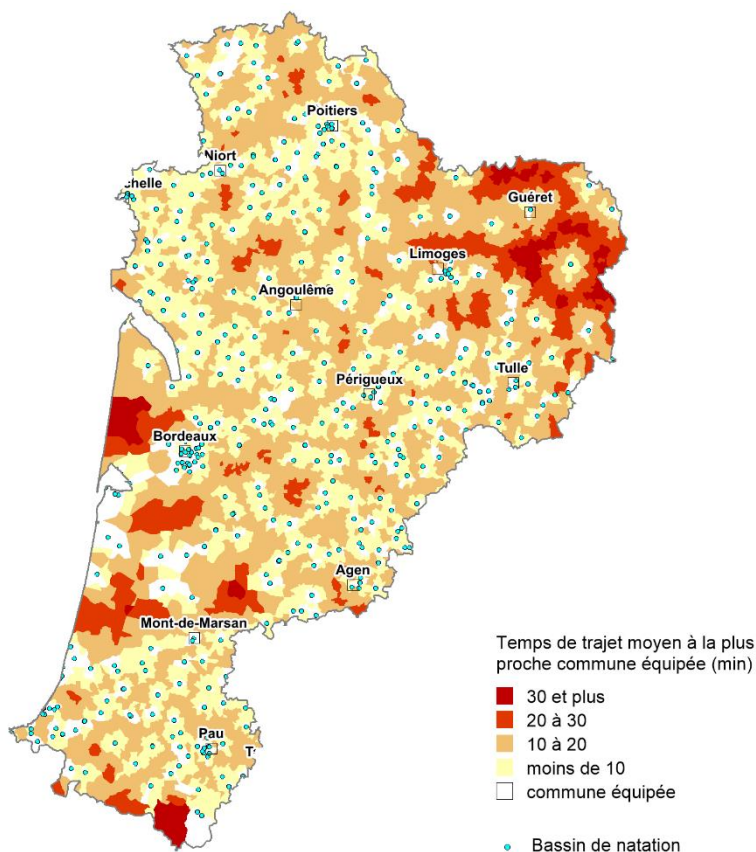 Poitiers
Niort
chelle
Guéret
Limoges
Angoulême
Tulle
Périgueux
Bordeaux
Agen
Mont-de-Marsan
Pau
Temps de trajet moyen à la plus
proche commune équipée (min)
30 et plus
20 à 30
10 à 20
moins de 10
commune équipée
Bassin de natation